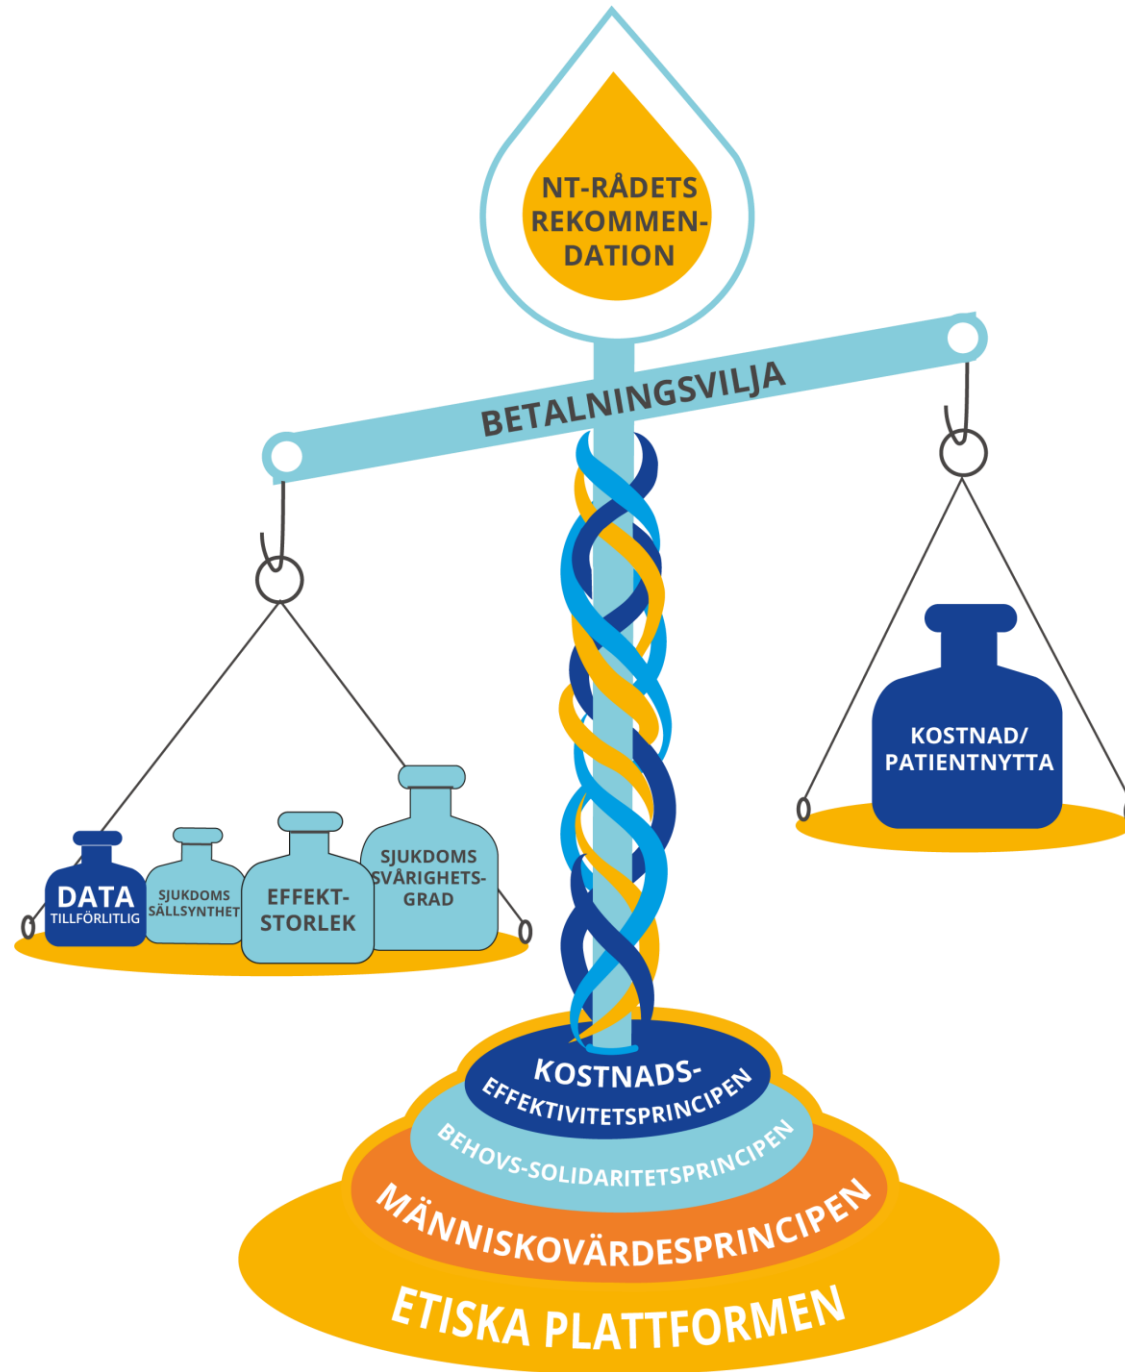 NT-RÅDETS
REKOMMEN-
DATION
BETALNINGSVILJA
KOSTNAD/
PATIENTNYTTA
DATA
TILLFÖRLITLIG
SJUKDOMS
SÄLLSYNTHET
EFFEKT-
STORLEK
SJUKDOMS
SVÅRIGHETS-
GRAD
KOSTNADS-
EFFEKTIVITETSPRINCIPEN
BEHOVS-SOLIDARITETSPRINCIPEN
MÄNNISKOVÄRDESPRINCIPEN
ETISKA PLATTFORMEN